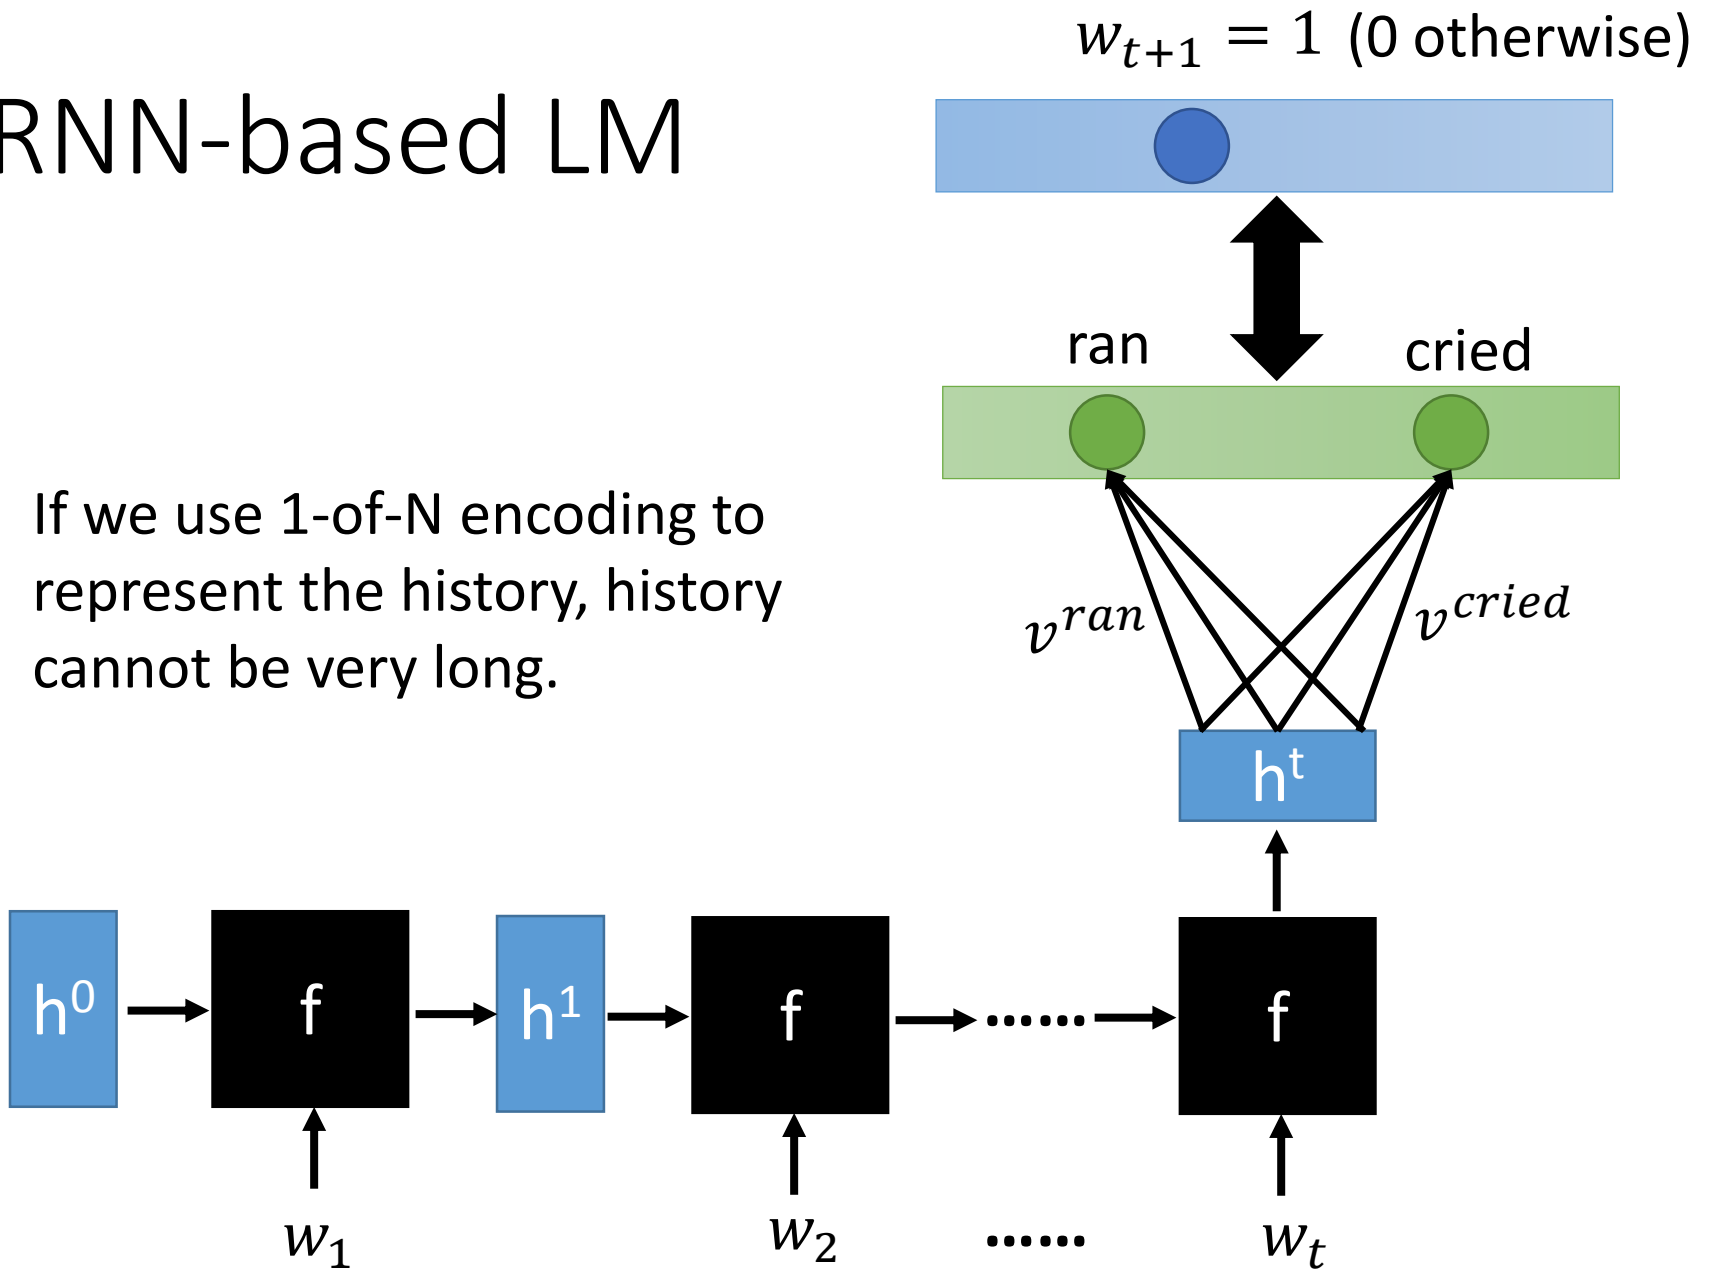 w_{t+1} = 1 (0 otherwise)
RNN-based LM
ran cried
If we use 1-of-N encoding to
represent the history, history
cannot be very long.
v^{ran} v^{cried}
h^t
h^0 f h^1 f ...... f
w_1 w_2 ...... w_t